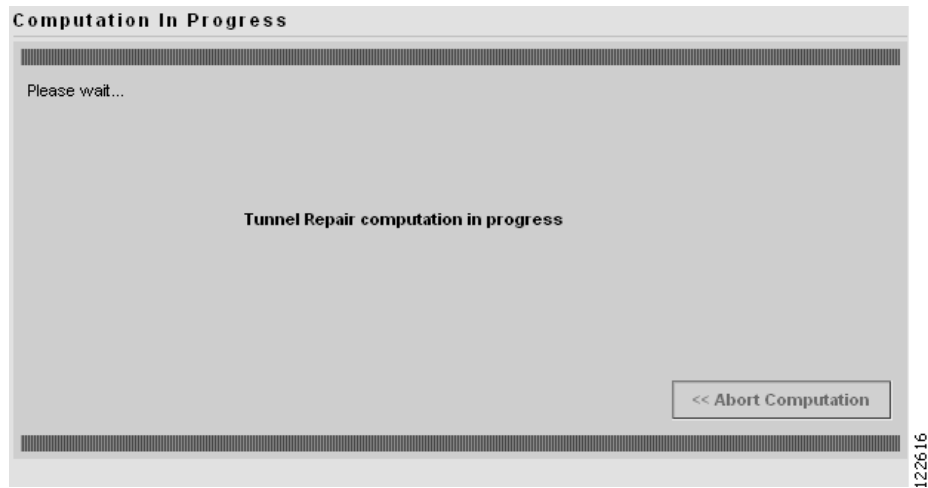 Computation In Progress
Please wait...
Tunnel Repair computation in progress
<< Abort Computation
122616